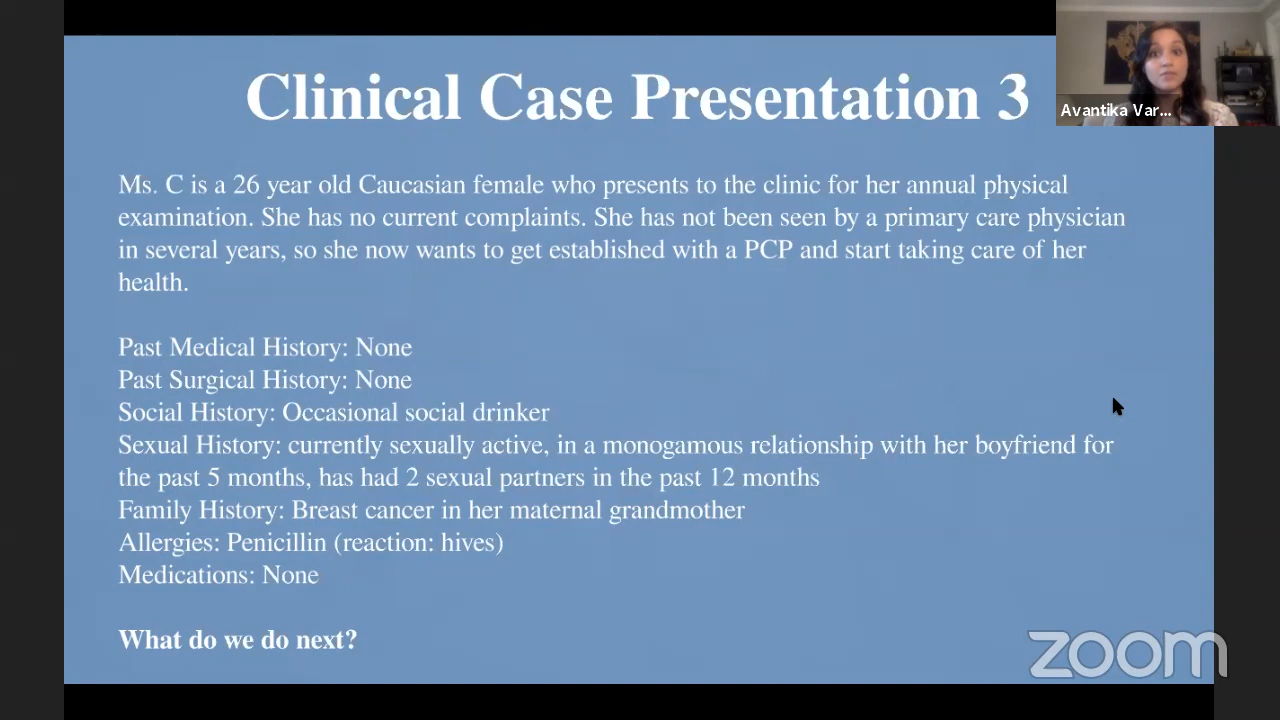 Clinical Case Presentation 3
Avantika Var...
Ms. C is a 26 year old Caucasian female who presents to the clinic for her annual physical
examination. She has no current complaints. She has not been seen by a primary care physician
in several years, so she now wants to get established with a PCP and start taking care of her
health.
Past Medical History: None
Past Surgical History: None
Social History: Occasional social drinker
Sexual History: currently sexually active, in a monogamous relationship with her boyfriend for
the past 5 months, has had 2 sexual partners in the past 12 months
Family History: Breast cancer in her maternal grandmother
Allergies: Penicillin (reaction: hives)
Medications: None
What do we do next?
zoom